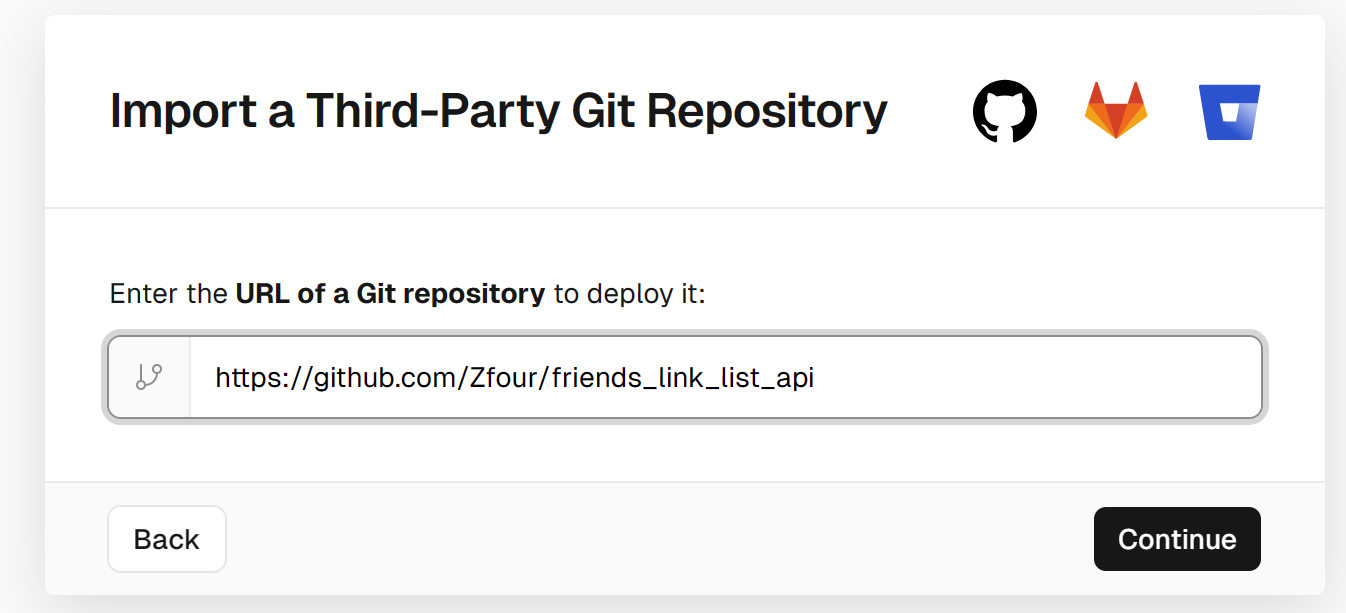 Import a Third-Party Git Repository
Enter the URL of a Git repository to deploy it:
https://github.com/Zfour/friends_link_list_api
Back
Continue